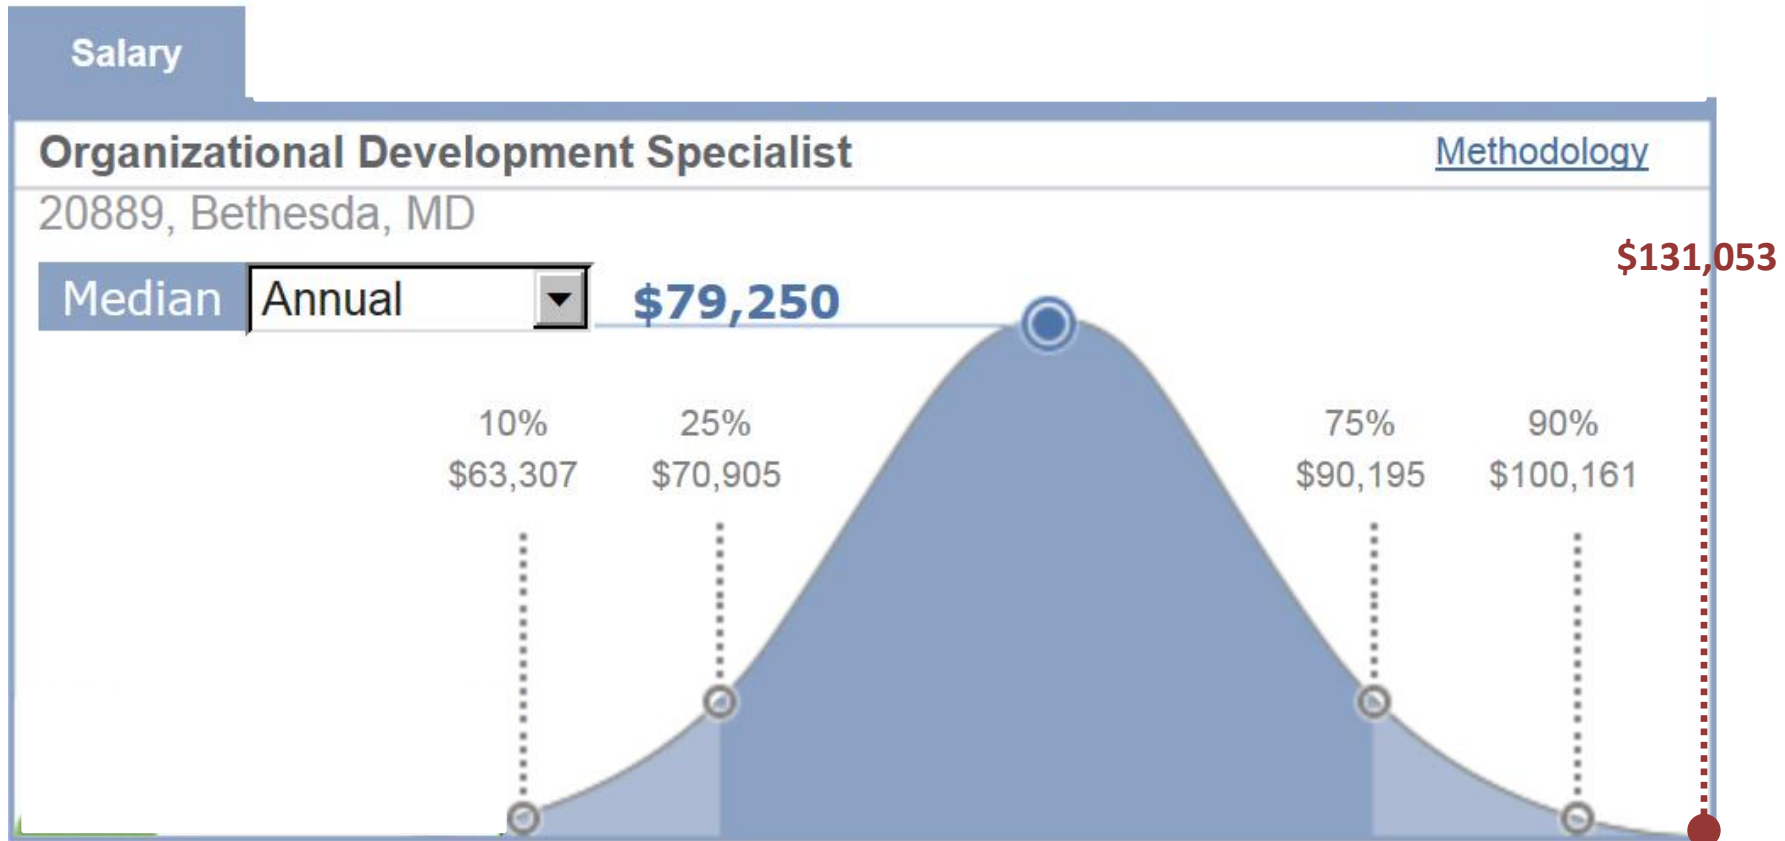 Salary
Organizational Development Specialist Methodology
20889, Bethesda, MD
$131,053
Median Annual $79,250
10% 25% 75% 90%
$63,307 $70,905 $90,195 $100,161